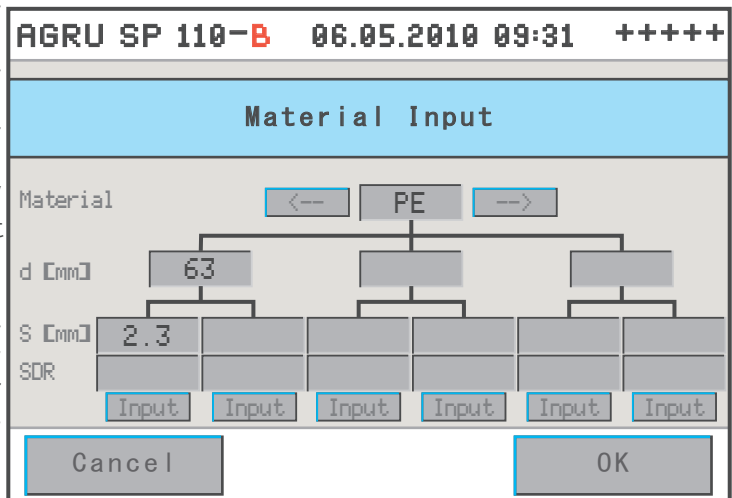 AGRU SP 110-B 06.05.2010 09:31 +++++
Material Input
Material <-- PE -->
d [mm] 63
S [mm] 2.3
SDR
Input Input Input Input Input Input
Cancel OK